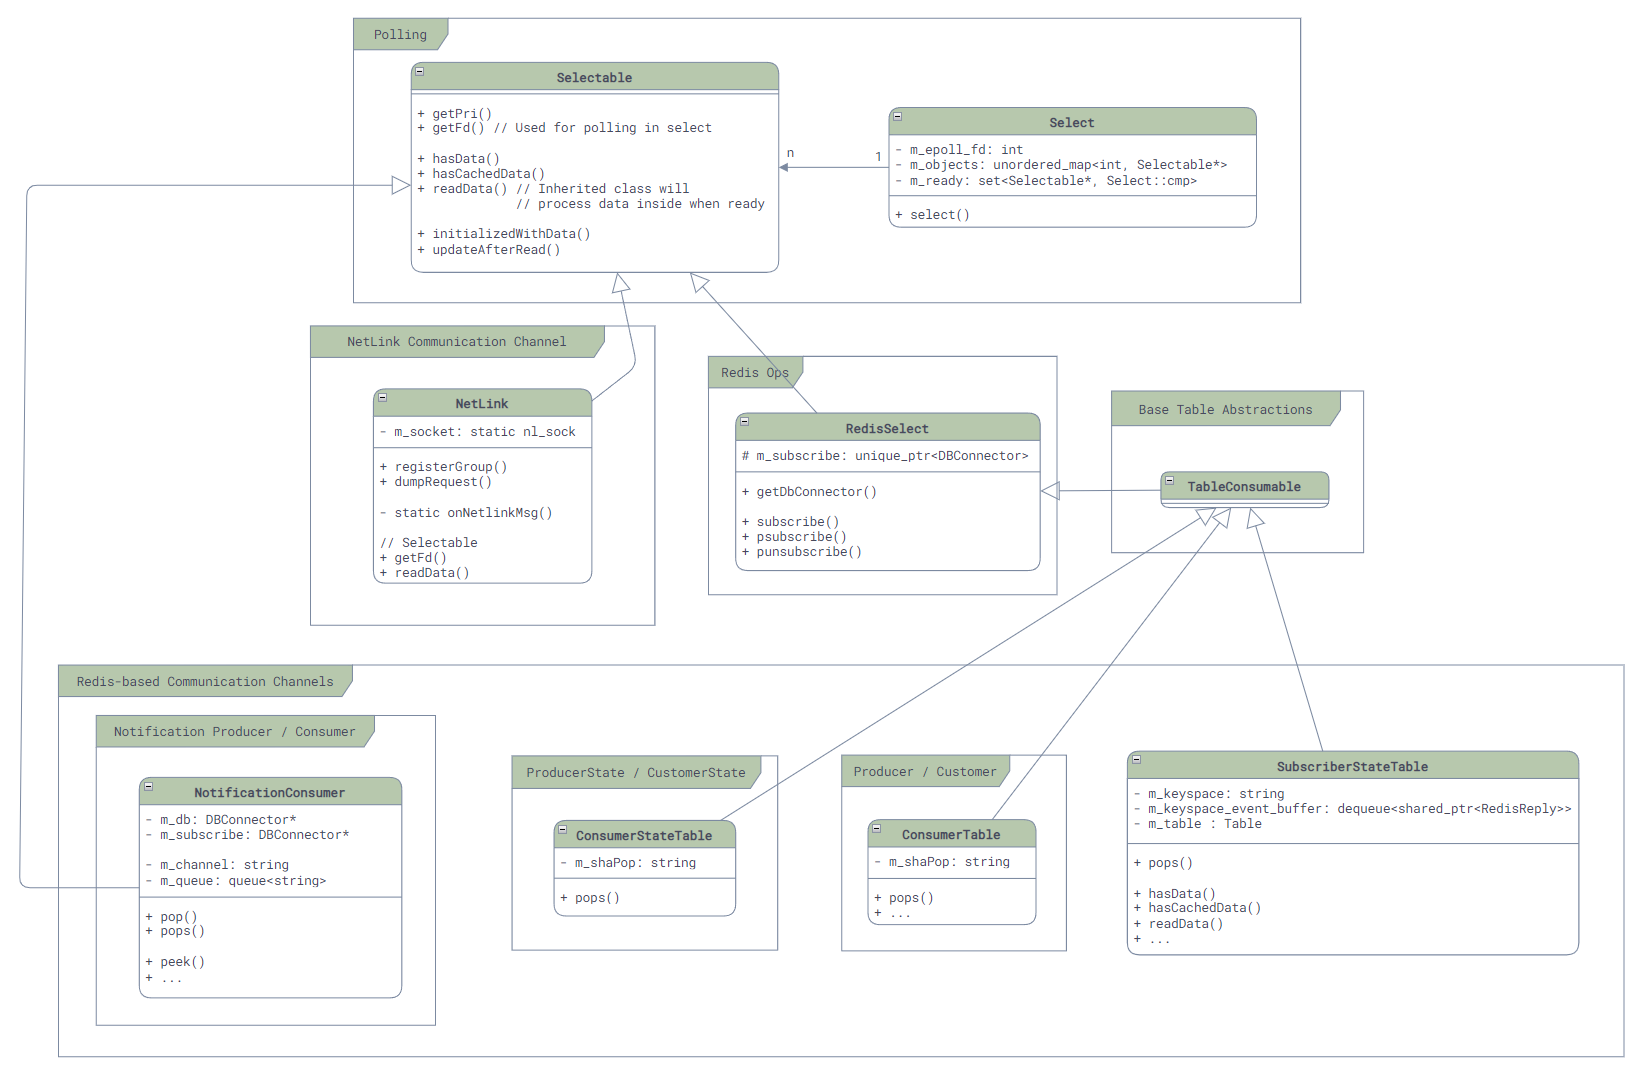 Polling
Selectable
+ getPri()
+ getFd() // Used for polling in select
+ hasData()
+ hasCachedData()
+ readData() // Inherited class will
// process data inside when ready
+ initializedWithData()
+ updateAfterRead()
n
1
Select
- m_epoll_fd: int
- m_objects: unordered_map<int, Selectable*>
- m_ready: set<Selectable*, Select::cmp>
+ select()
NetLink Communication Channel
NetLink
- m_socket: static nl_sock
+ registerGroup()
+ dumpRequest()
- static onNetlinkMsg()
// Selectable
+ getFd()
+ readData()
Redis Ops
RedisSelect
# m_subscribe: unique_ptr<DBConnector>
+ getDbConnector()
+ subscribe()
+ psubscribe()
+ punsubscribe()
Base Table Abstractions
TableConsumable
Redis-based Communication Channels
Notification Producer / Consumer
NotificationConsumer
- m_db: DBConnector*
- m_subscribe: DBConnector*
- m_channel: string
- m_queue: queue<string>
+ pop()
+ pops()
+ peek()
+ ...
ProducerState / CustomerState
ConsumerStateTable
- m_shaPop: string
+ pops()
Producer / Customer
ConsumerTable
- m_shaPop: string
+ pops()
+ ...
SubscriberStateTable
- m_keyspace: string
- m_keyspace_event_buffer: dequeue<shared_ptr<RedisReply>>
- m_table : Table
+ pops()
+ hasData()
+ hasCachedData()
+ readData()
+ ...